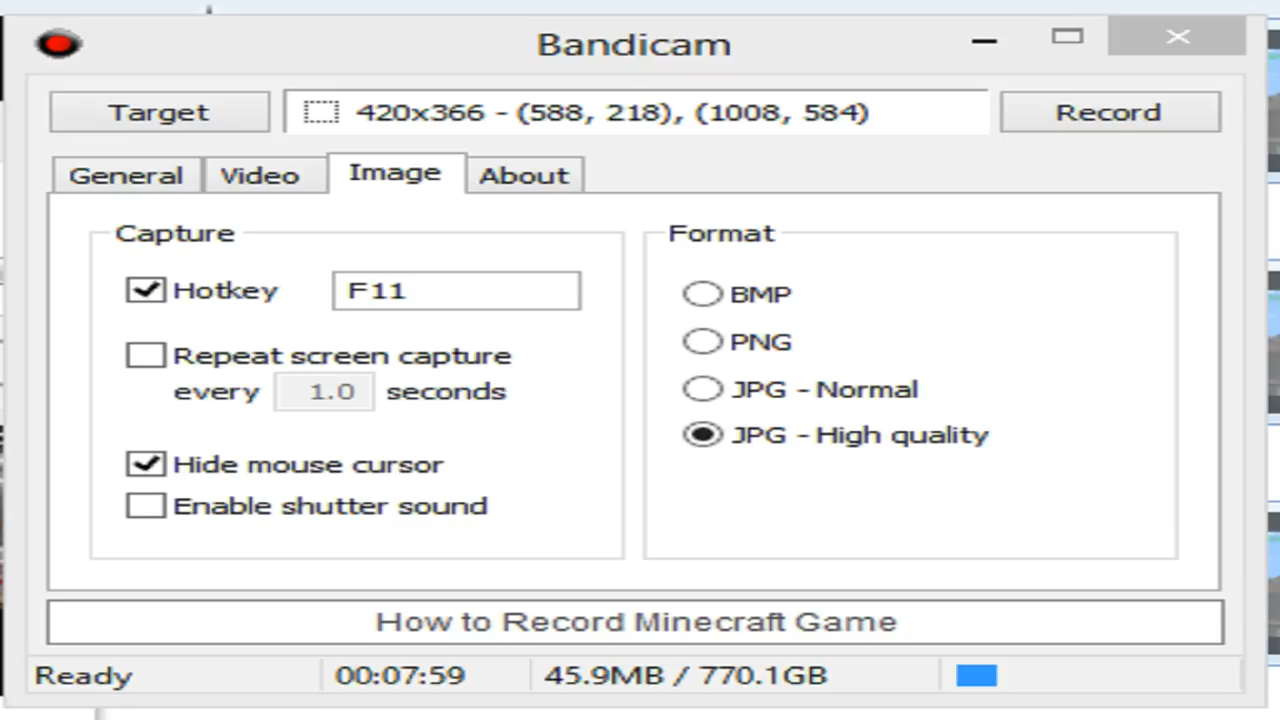 Bandicam
Target
420x366 - (588, 218), (1008, 584)
Record
General
Video
Image
About
Capture
Hotkey
F11
Repeat screen capture
every 1.0 seconds
Hide mouse cursor
Enable shutter sound
Format
BMP
PNG
JPG - Normal
JPG - High quality
How to Record Minecraft Game
Ready
00:07:59
45.9MB / 770.1GB